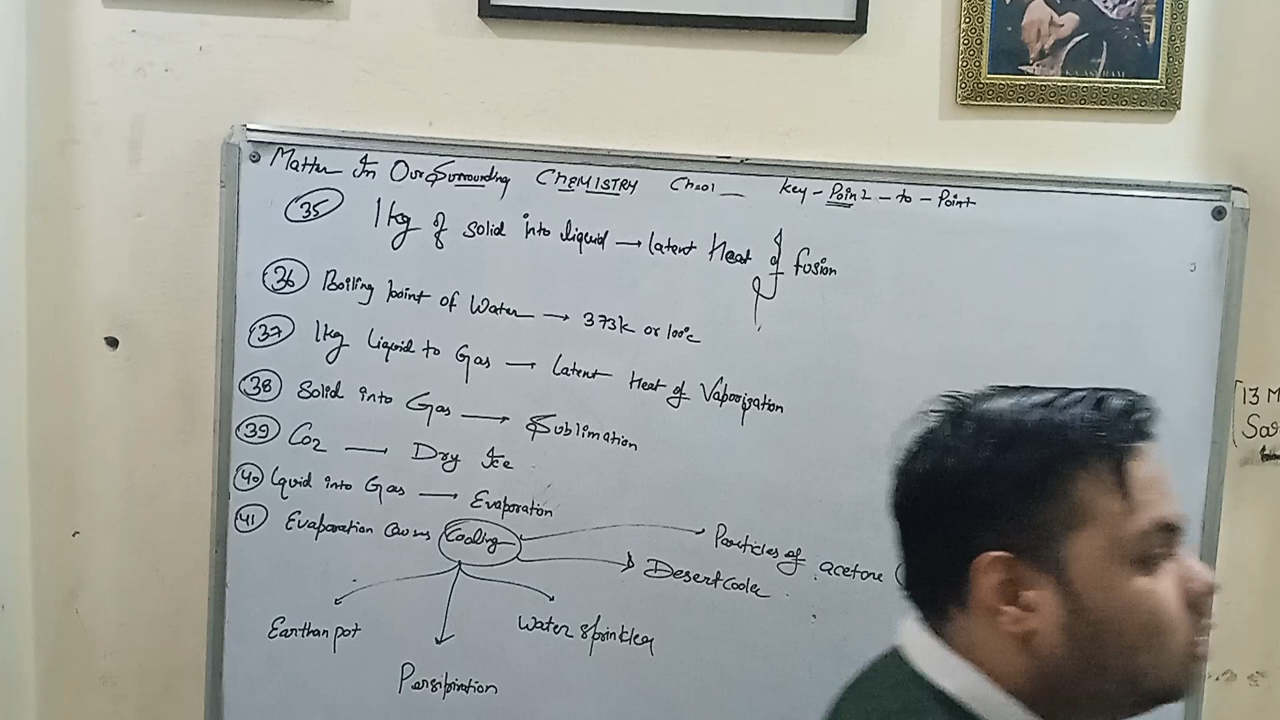 Matter In Our Surrounding CHEMISTRY Ch=01 Key-Point-to-Point
35 1kg of solid into liquid → latent Heat of fusion
36 Boiling point of Water → 373k or 100°c
37 1kg Liquid to Gas — Latent Heat of Vaporization
38 Solid into Gas → Sublimation
39 Co2 — Dry Ice
40 Lquid into Gas → Evaporation
41 Evaporation Causes Cooling
Particles of acetone
Desert cooler
Earthan pot
Water sprinkler
Perspiration
13 M